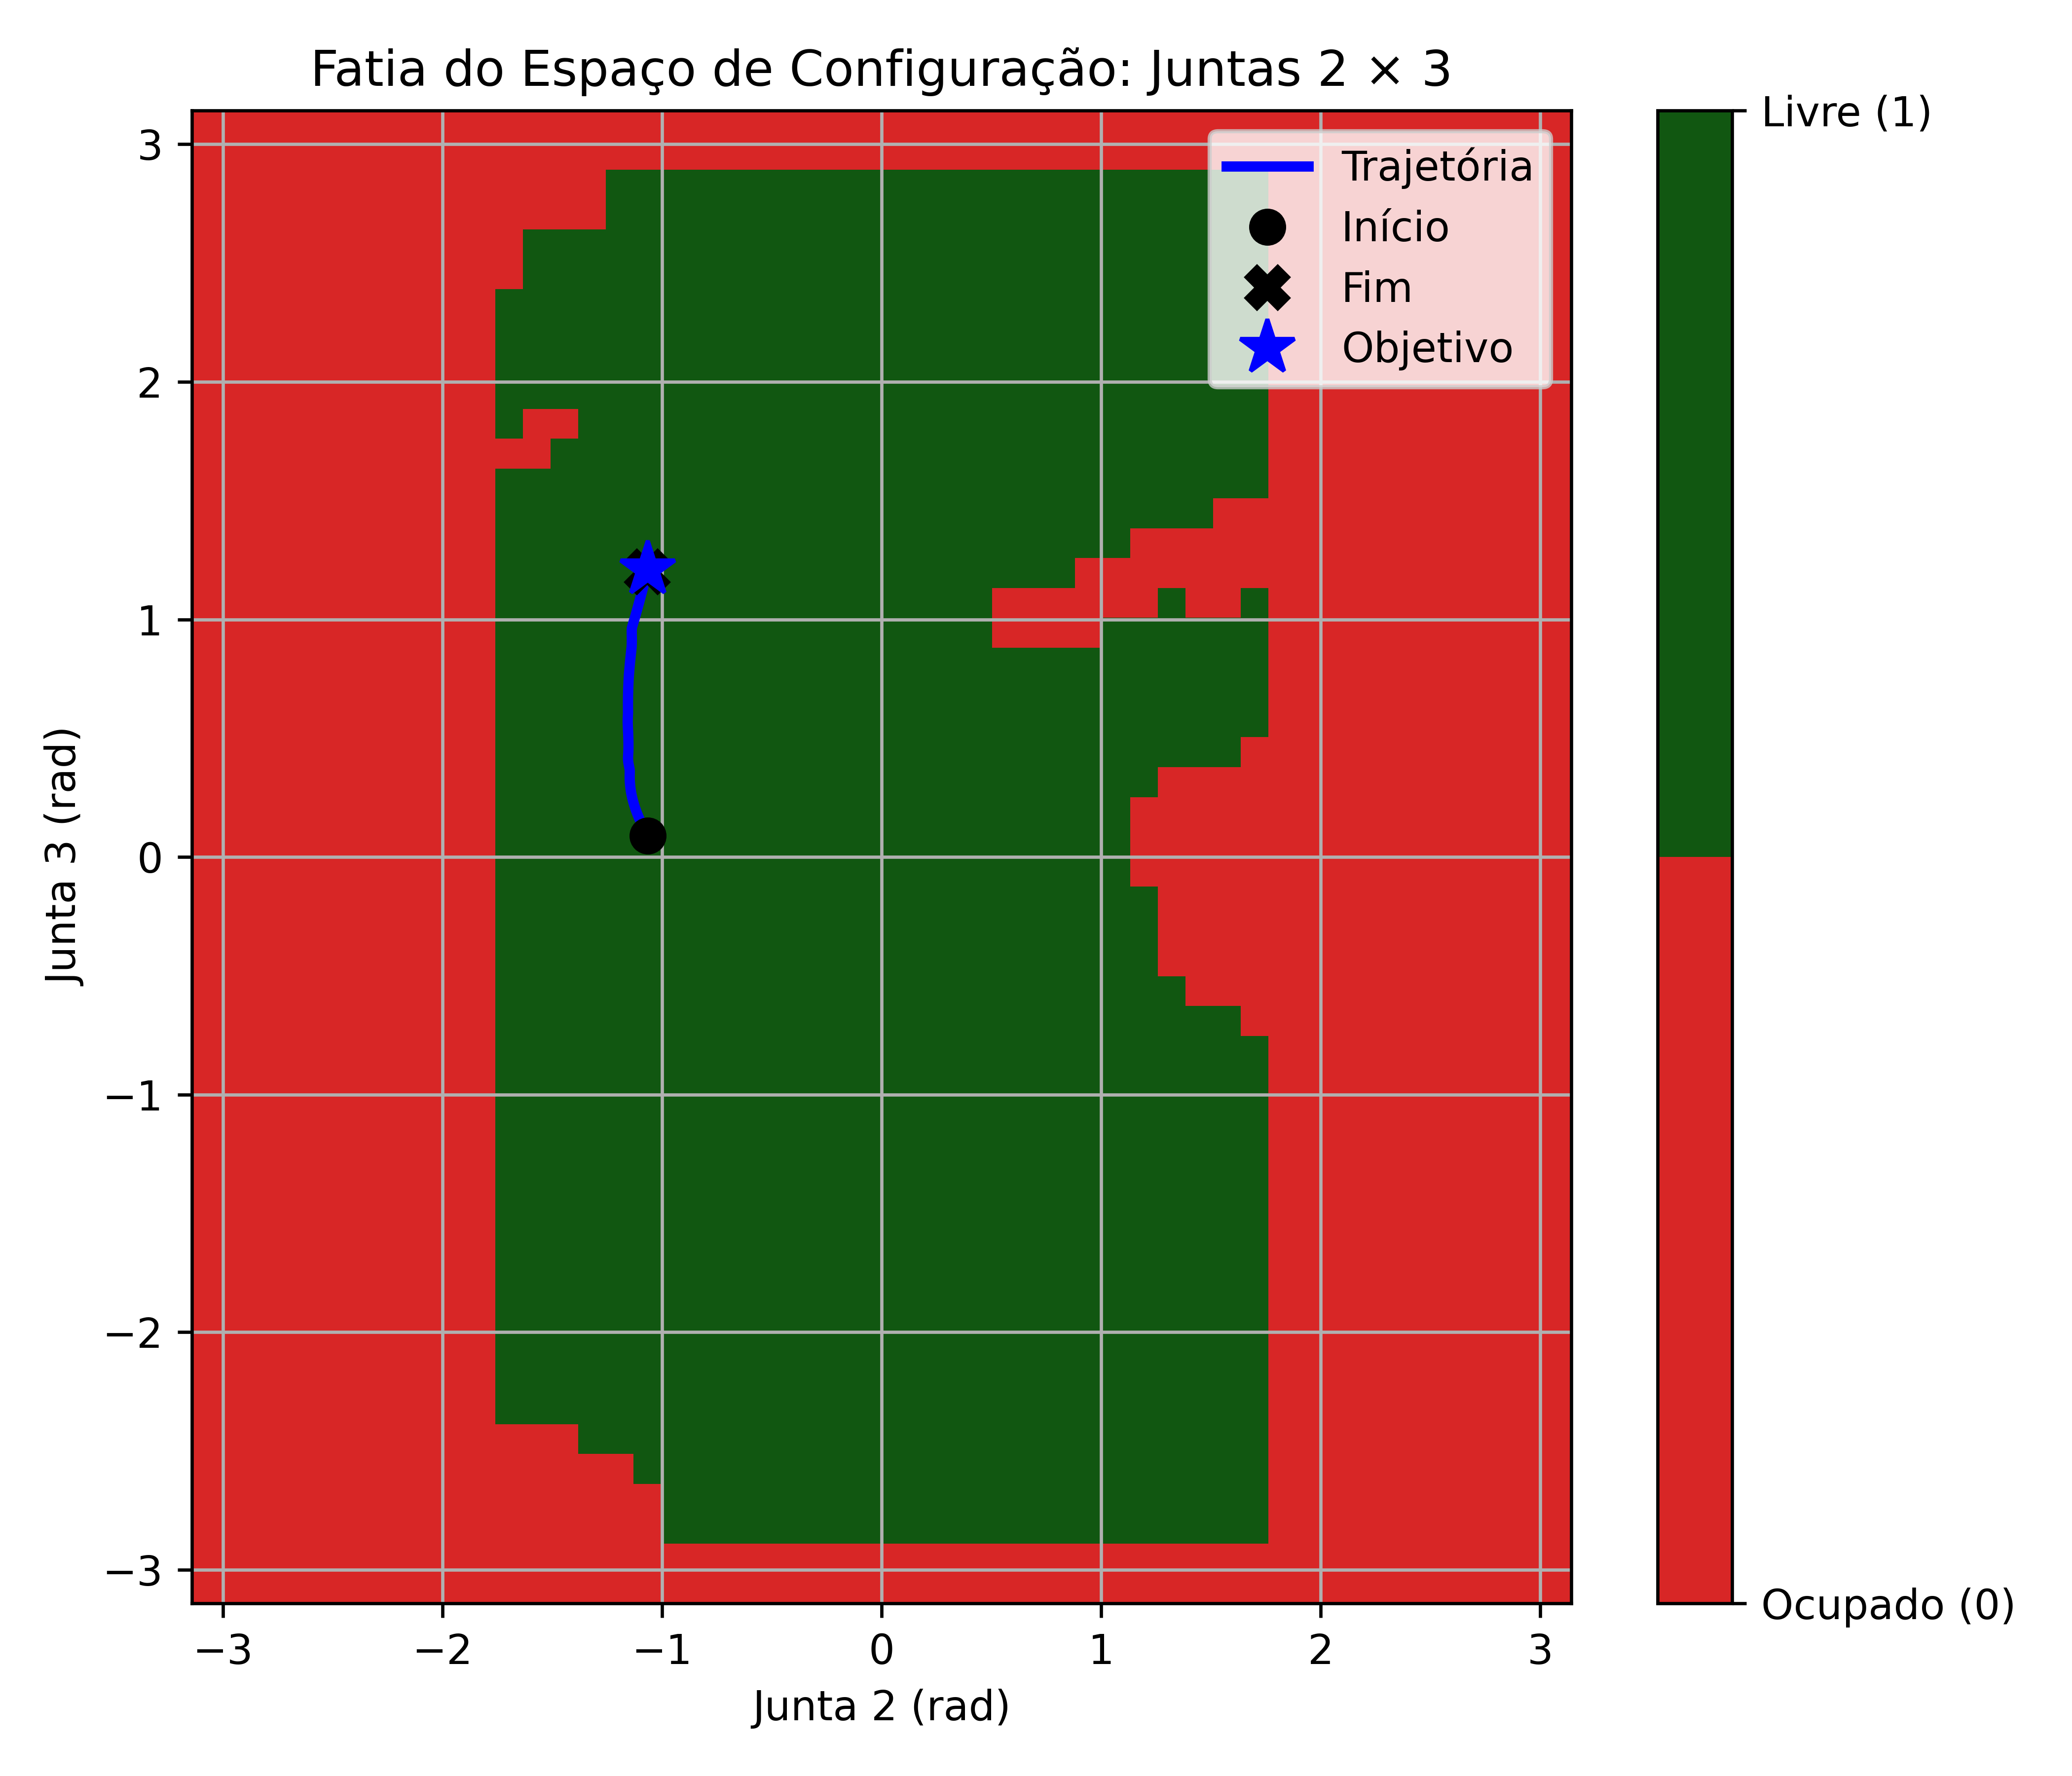 Fatia do Espaço de Configuração: Juntas 2 × 3
Livre (1)
Trajetória
Início
Fim
Objetivo
3
2
1
0
−1
−2
−3
Junta 3 (rad)
Ocupado (0)
−3
−2
−1
0
1
2
3
Junta 2 (rad)